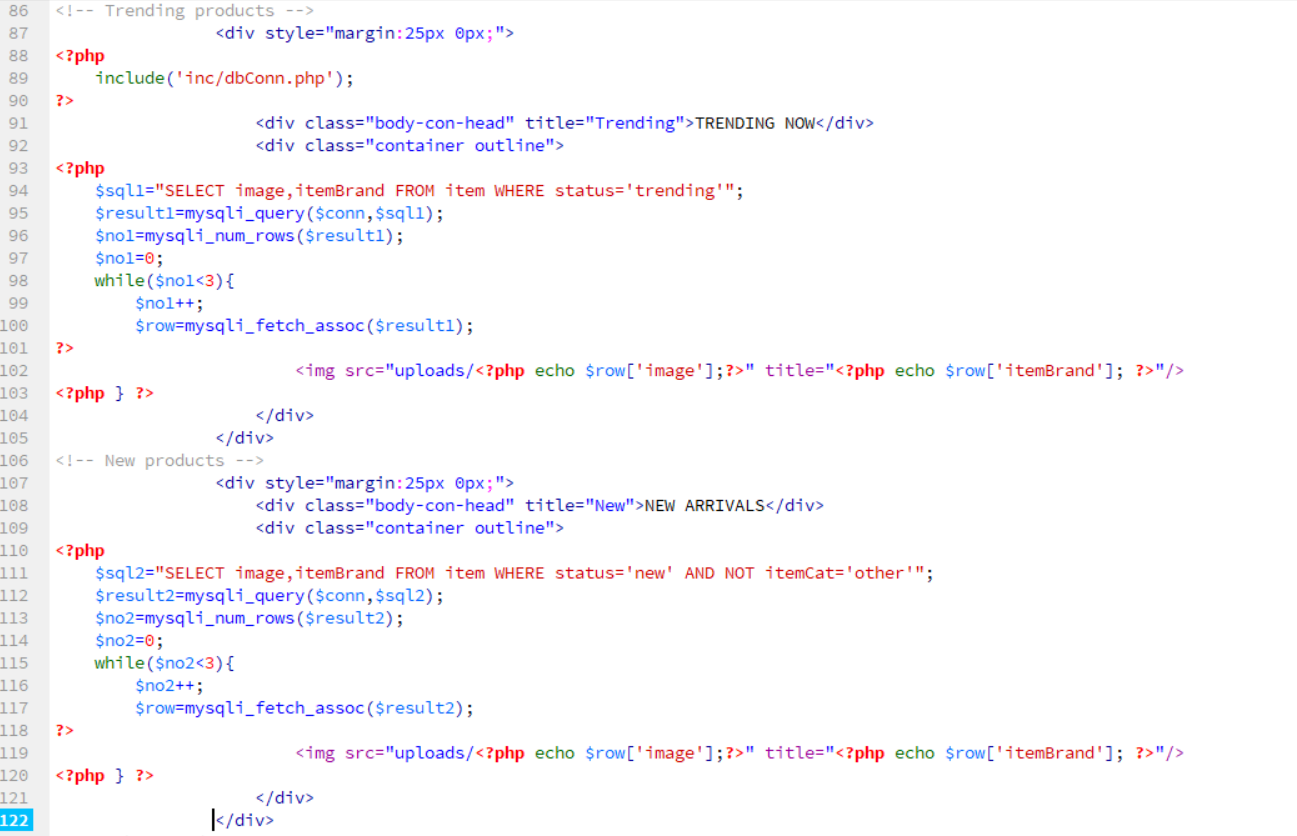 86 <!-- Trending products -->
87 <div style="margin:25px 0px;">
88 <?php
89 include('inc/dbConn.php');
90 ?>
91 <div class="body-con-head" title="Trending">TRENDING NOW</div>
92 <div class="container outline">
93 <?php
94 $sql1="SELECT image,itemBrand FROM item WHERE status='trending'";
95 $result1=mysqli_query($conn,$sql1);
96 $no1=mysqli_num_rows($result1);
97 $no1=0;
98 while($no1<3){
99 $no1++;
100 $row=mysqli_fetch_assoc($result1);
101 ?>
102 <img src="uploads/<?php echo $row['image'];?>" title="<?php echo $row['itemBrand']; ?>"/>
103 <?php } ?>
104 </div>
105 </div>
106 <!-- New products -->
107 <div style="margin:25px 0px;">
108 <div class="body-con-head" title="New">NEW ARRIVALS</div>
109 <div class="container outline">
110 <?php
111 $sql2="SELECT image,itemBrand FROM item WHERE status='new' AND NOT itemCat='other'";
112 $result2=mysqli_query($conn,$sql2);
113 $no2=mysqli_num_rows($result2);
114 $no2=0;
115 while($no2<3){
116 $no2++;
117 $row=mysqli_fetch_assoc($result2);
118 ?>
119 <img src="uploads/<?php echo $row['image'];?>" title="<?php echo $row['itemBrand']; ?>"/>
120 <?php } ?>
121 </div>
122 </div>